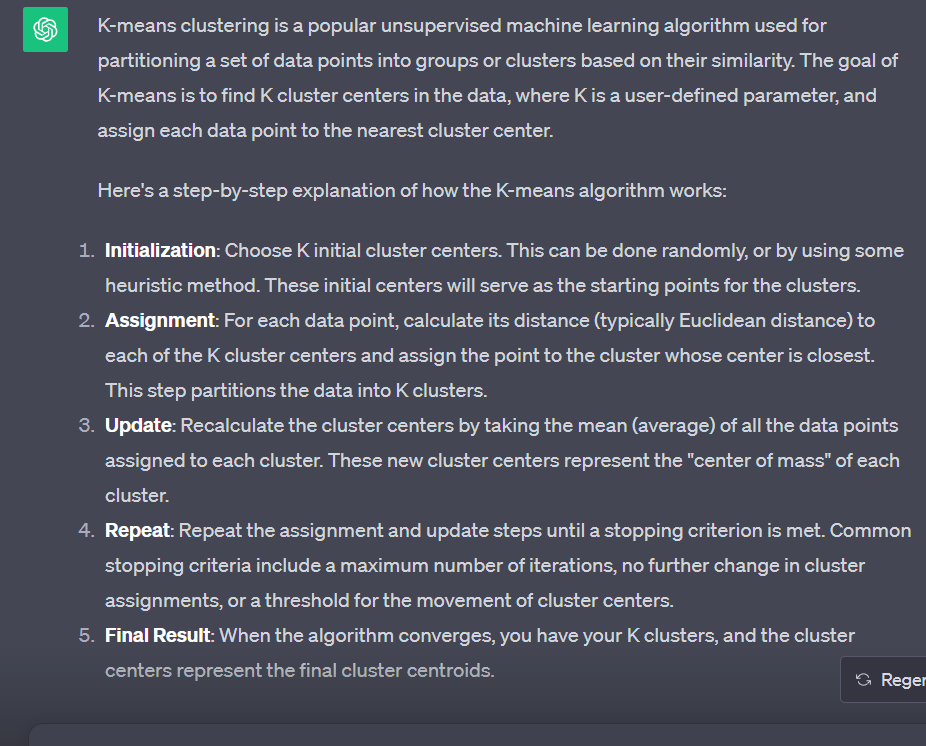 K-means clustering is a popular unsupervised machine learning algorithm used for
partitioning a set of data points into groups or clusters based on their similarity. The goal of
K-means is to find K cluster centers in the data, where K is a user-defined parameter, and
assign each data point to the nearest cluster center.
Here's a step-by-step explanation of how the K-means algorithm works:
1. Initialization: Choose K initial cluster centers. This can be done randomly, or by using some
heuristic method. These initial centers will serve as the starting points for the clusters.
2. Assignment: For each data point, calculate its distance (typically Euclidean distance) to
each of the K cluster centers and assign the point to the cluster whose center is closest.
This step partitions the data into K clusters.
3. Update: Recalculate the cluster centers by taking the mean (average) of all the data points
assigned to each cluster. These new cluster centers represent the "center of mass" of each
cluster.
4. Repeat: Repeat the assignment and update steps until a stopping criterion is met. Common
stopping criteria include a maximum number of iterations, no further change in cluster
assignments, or a threshold for the movement of cluster centers.
5. Final Result: When the algorithm converges, you have your K clusters, and the cluster
centers represent the final cluster centroids.
Regen